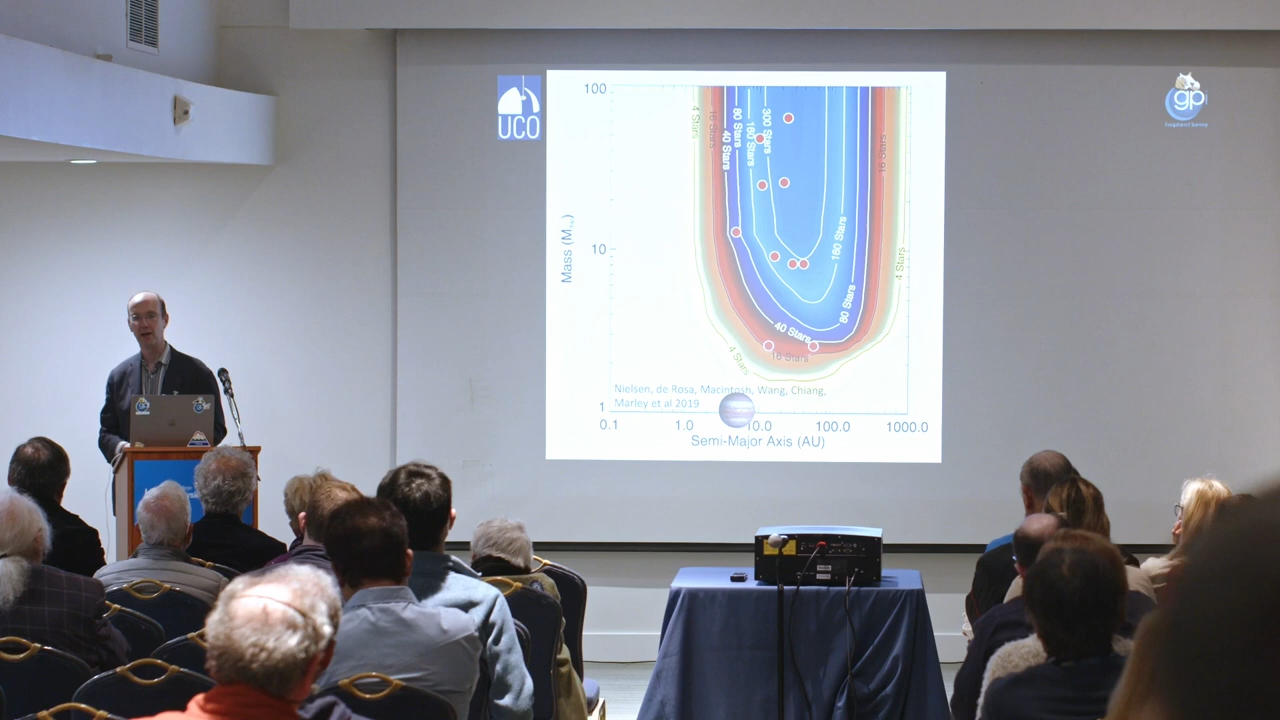 UCO
gpi
100
10
1
Mass (M
4 Stars
16 Stars
40 Stars
80 Stars
160 Stars
300 Stars
16 Stars
160 Stars
80 Stars
4 Stars
40 Stars
16 Stars
4 Stars
Nielsen, de Rosa, Macintosh, Wang, Chiang,
Marley et al 2019
0.1 1.0 10.0 100.0 1000.0
Semi-Major Axis (AU)